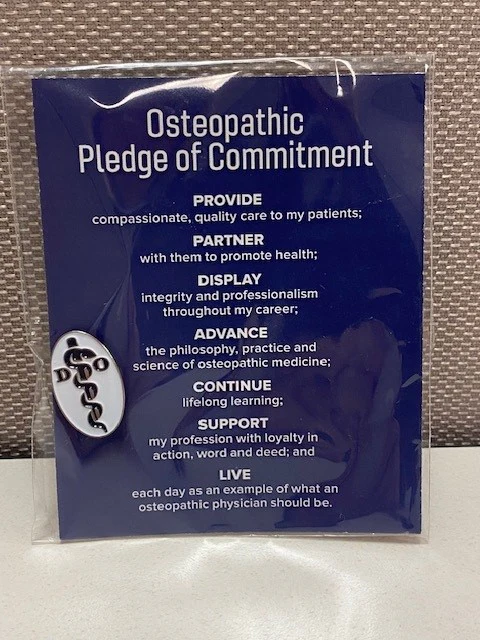 Osteopathic
Pledge of Commitment
PROVIDE
compassionate, quality care to my patients;
PARTNER
with them to promote health;
DISPLAY
integrity and professionalism
throughout my career;
ADVANCE
the philosophy, practice and
science of osteopathic medicine;
CONTINUE
lifelong learning;
SUPPORT
my profession with loyalty in
action, word and deed; and
LIVE
each day as an example of what an
osteopathic physician should be.
D O